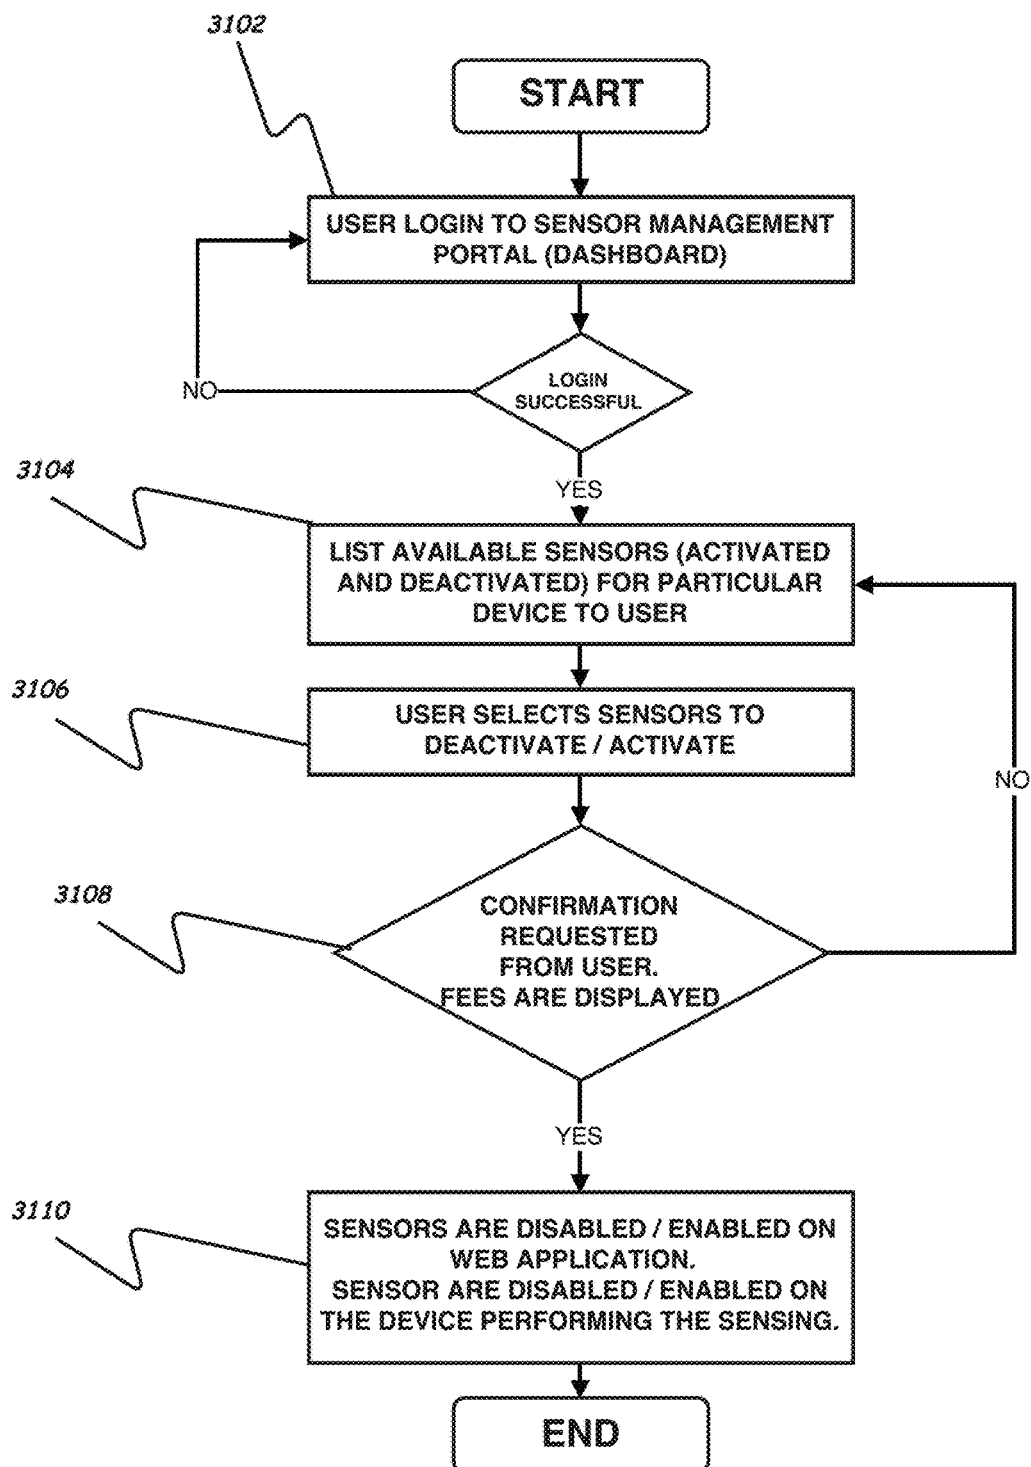 3102
START
USER LOGIN TO SENSOR MANAGEMENT
PORTAL (DASHBOARD)
LOGIN
SUCCESSFUL
NO
YES
3104
LIST AVAILABLE SENSORS (ACTIVATED
AND DEACTIVATED) FOR PARTICULAR
DEVICE TO USER
3106
USER SELECTS SENSORS TO
DEACTIVATE / ACTIVATE
NO
3108
CONFIRMATION
REQUESTED
FROM USER.
FEES ARE DISPLAYED
YES
3110
SENSORS ARE DISABLED / ENABLED ON
WEB APPLICATION.
SENSOR ARE DISABLED / ENABLED ON
THE DEVICE PERFORMING THE SENSING.
END